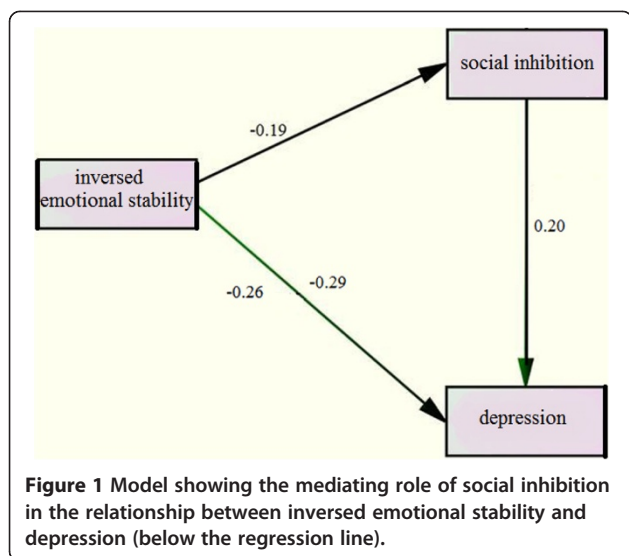 social inhibition
-0.19
inversed
emotional stability
0.20
-0.29
-0.26
depression
Figure 1 Model showing the mediating role of social inhibition
in the relationship between inversed emotional stability and
depression (below the regression line).